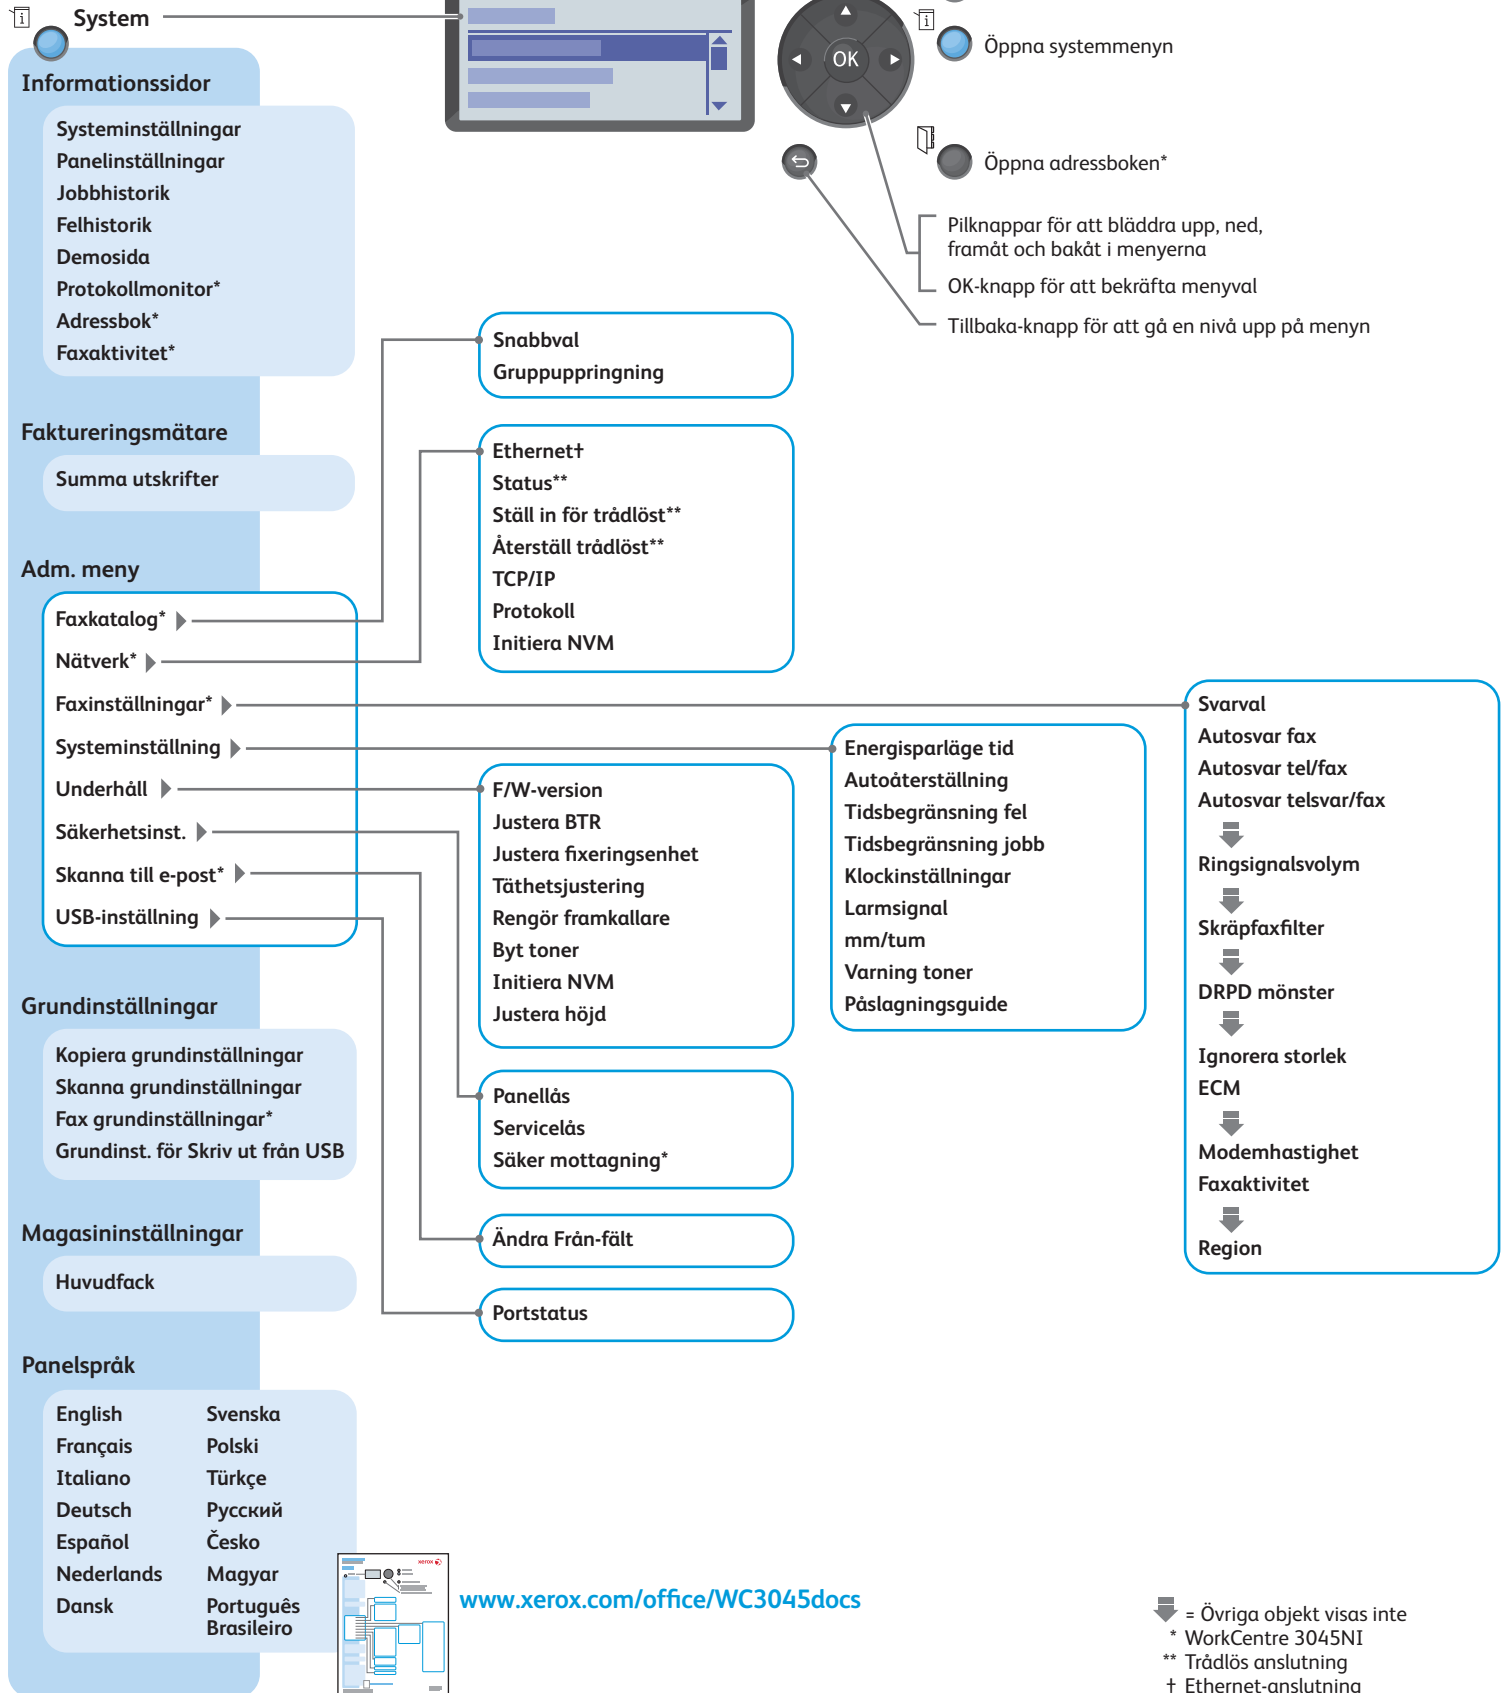 System
Öppna systemmenyn
OK
Öppna adressboken*
Pilknappar för att bläddra upp, ned,
framåt och bakåt i menyerna
OK-knapp för att bekräfta menyval
Tillbaka-knapp för att gå en nivå upp på menyn
Informationssidor
Systeminställningar
Panelinställningar
Jobbhistorik
Felhistorik
Demosida
Protokollmonitor*
Adressbok*
Faxaktivitet*
Faktureringsmätare
Summa utskrifter
Adm. meny
Faxkatalog*
Nätverk*
Faxinställningar*
Systeminställning
Underhåll
Säkerhetsinst.
Skanna till e-post*
USB-inställning
Snabbval
Gruppuppringning
Ethernet†
Status**
Ställ in för trådlöst**
Återställ trådlöst**
TCP/IP
Protokoll
Initiera NVM
F/W-version
Justera BTR
Justera fixeringsenhet
Täthetsjustering
Rengör framkallare
Byt toner
Initiera NVM
Justera höjd
Panellås
Servicelås
Säker mottagning*
Ändra Från-fält
Portstatus
Energisparläge tid
Autoåterställning
Tidsbegränsning fel
Tidsbegränsning jobb
Klockinställningar
Larmsignal
mm/tum
Varning toner
Påslagningsguide
Svarval
Autosvar fax
Autosvar tel/fax
Autosvar telsvar/fax
Ringsignalsvolym
Skräpfaxfilter
DRPD mönster
Ignorera storlek
ECM
Modemhastighet
Faxaktivitet
Region
Grundinställningar
Kopiera grundinställningar
Skanna grundinställningar
Fax grundinställningar*
Grundinst. för Skriv ut från USB
Magasininställningar
Huvudfack
Panelspråk
English
Français
Italiano
Deutsch
Español
Nederlands
Dansk
Svenska
Polski
Türkçe
Русский
Česko
Magyar
Português
Brasileiro
xerox
www.xerox.com/office/WC3045docs
= Övriga objekt visas inte
* WorkCentre 3045NI
** Trådlös anslutning
† Ethernet-anslutning